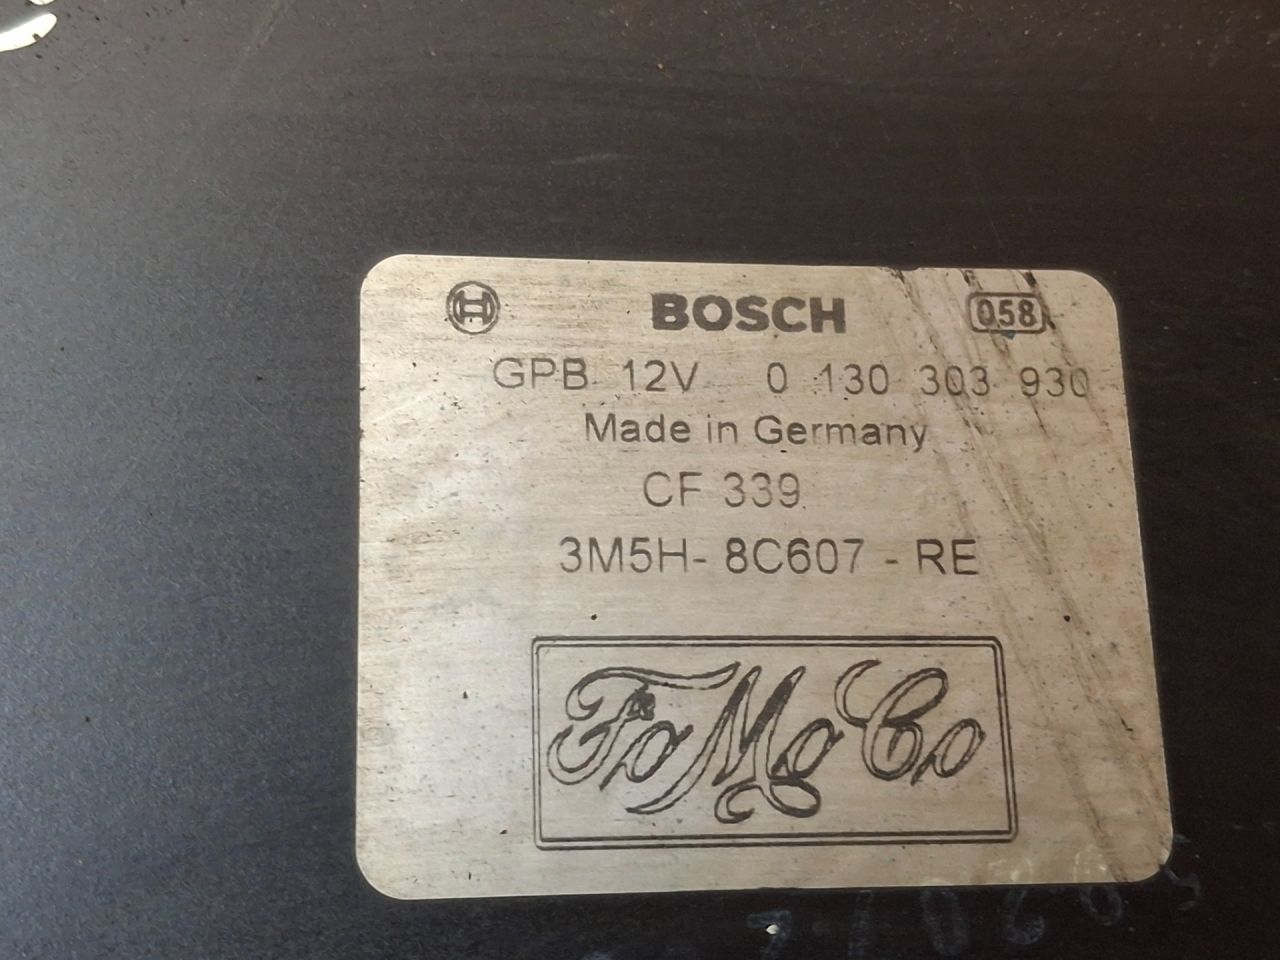 BOSCH 058
GPB 12V 0 130 303 930
Made in Germany
CF 339
3M5H- 8C607 - RE
FoMoCo